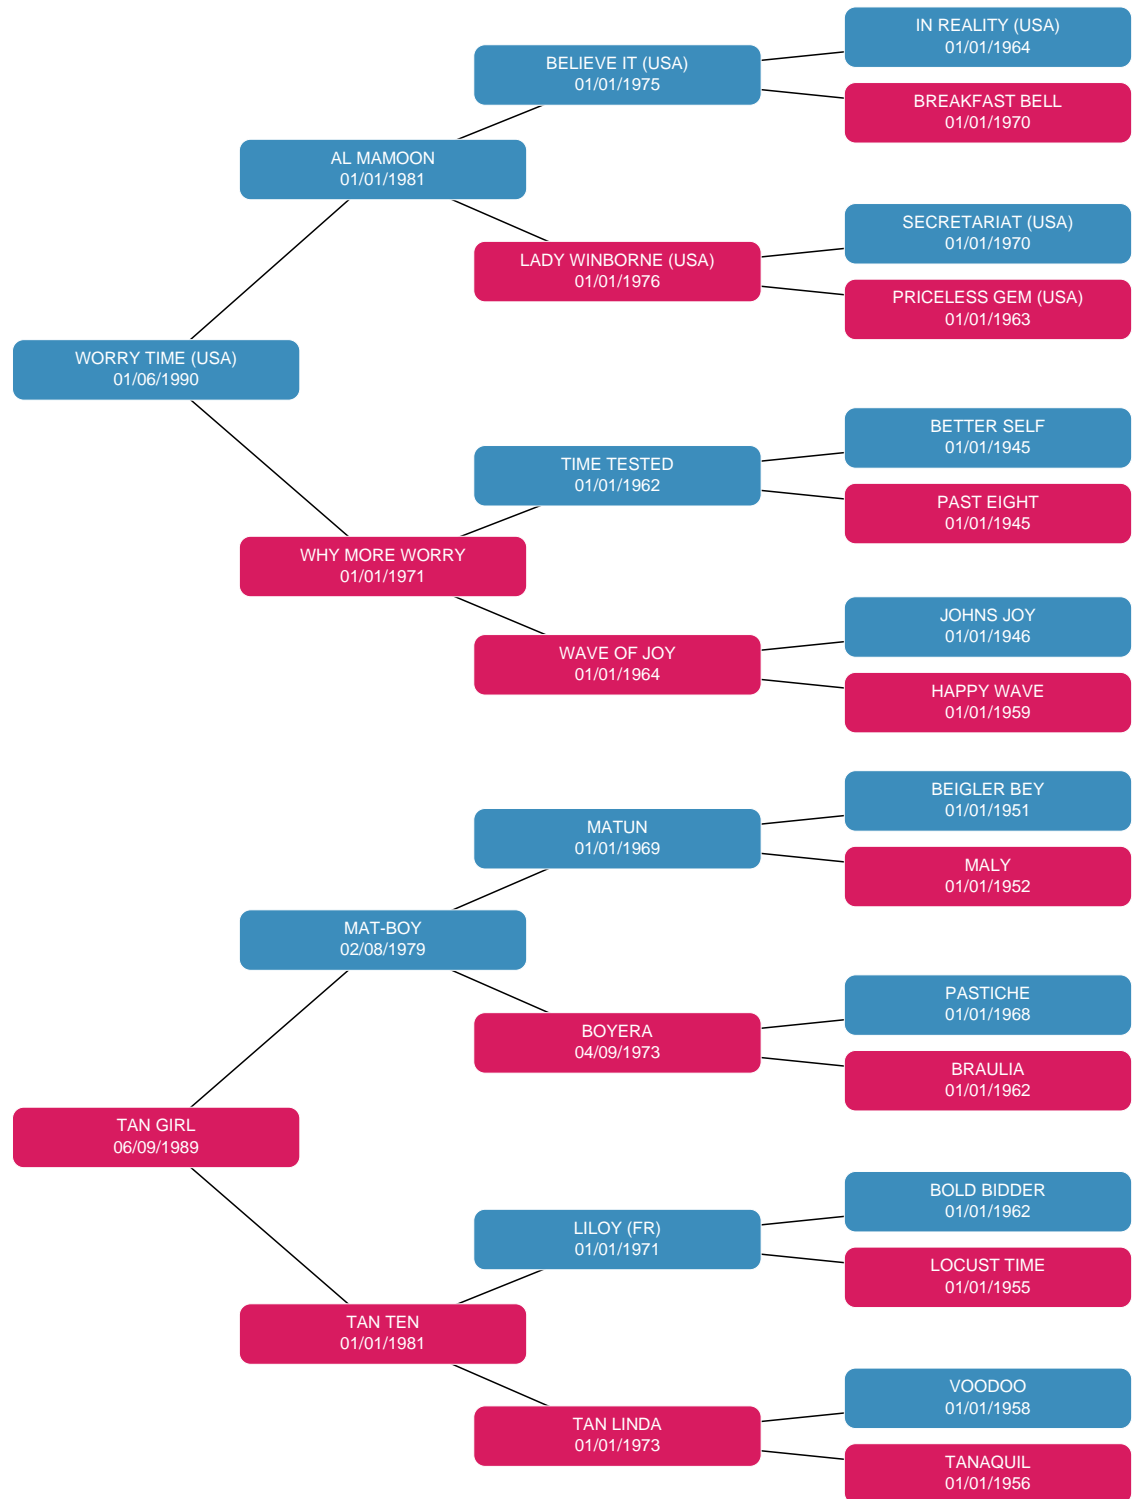 IN REALITY (USA)
01/01/1964
BELIEVE IT (USA)
01/01/1975
BREAKFAST BELL
01/01/1970
AL MAMOON
01/01/1981
SECRETARIAT (USA)
01/01/1970
LADY WINBORNE (USA)
01/01/1976
PRICELESS GEM (USA)
01/01/1963
WORRY TIME (USA)
01/06/1990
BETTER SELF
01/01/1945
TIME TESTED
01/01/1962
PAST EIGHT
01/01/1945
WHY MORE WORRY
01/01/1971
JOHNS JOY
01/01/1946
WAVE OF JOY
01/01/1964
HAPPY WAVE
01/01/1959
BEIGLER BEY
01/01/1951
MATUN
01/01/1969
MALY
01/01/1952
MAT-BOY
02/08/1979
PASTICHE
01/01/1968
BOYERA
04/09/1973
BRAULIA
01/01/1962
TAN GIRL
06/09/1989
BOLD BIDDER
01/01/1962
LILOY (FR)
01/01/1971
LOCUST TIME
01/01/1955
TAN TEN
01/01/1981
VOODOO
01/01/1958
TAN LINDA
01/01/1973
TANAQUIL
01/01/1956